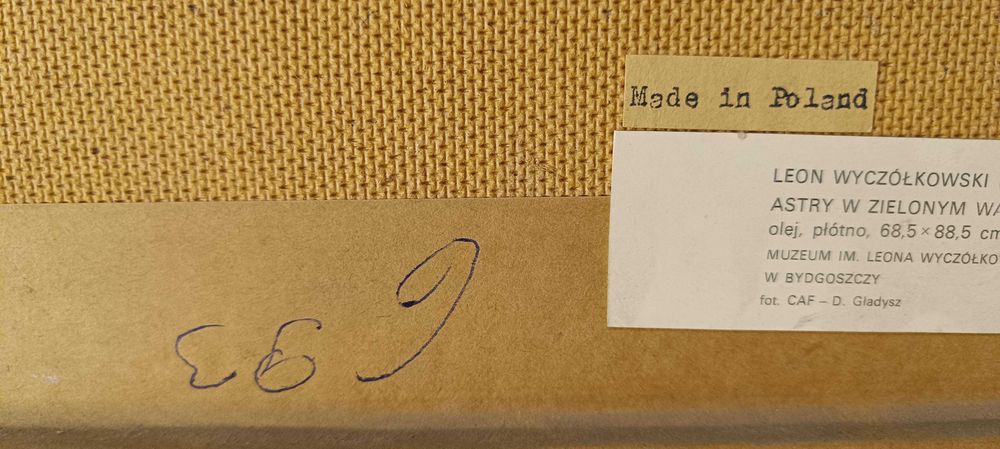 Made in Poland
LEON WYCZÓŁKOWSKI
ASTRY W ZIELONYM WA
olej, płótno, 68,5 × 88,5 cm
MUZEUM IM. LEONA WYCZÓŁKO
W BYDGOSZCZY
fot. CAF – D. Gładysz